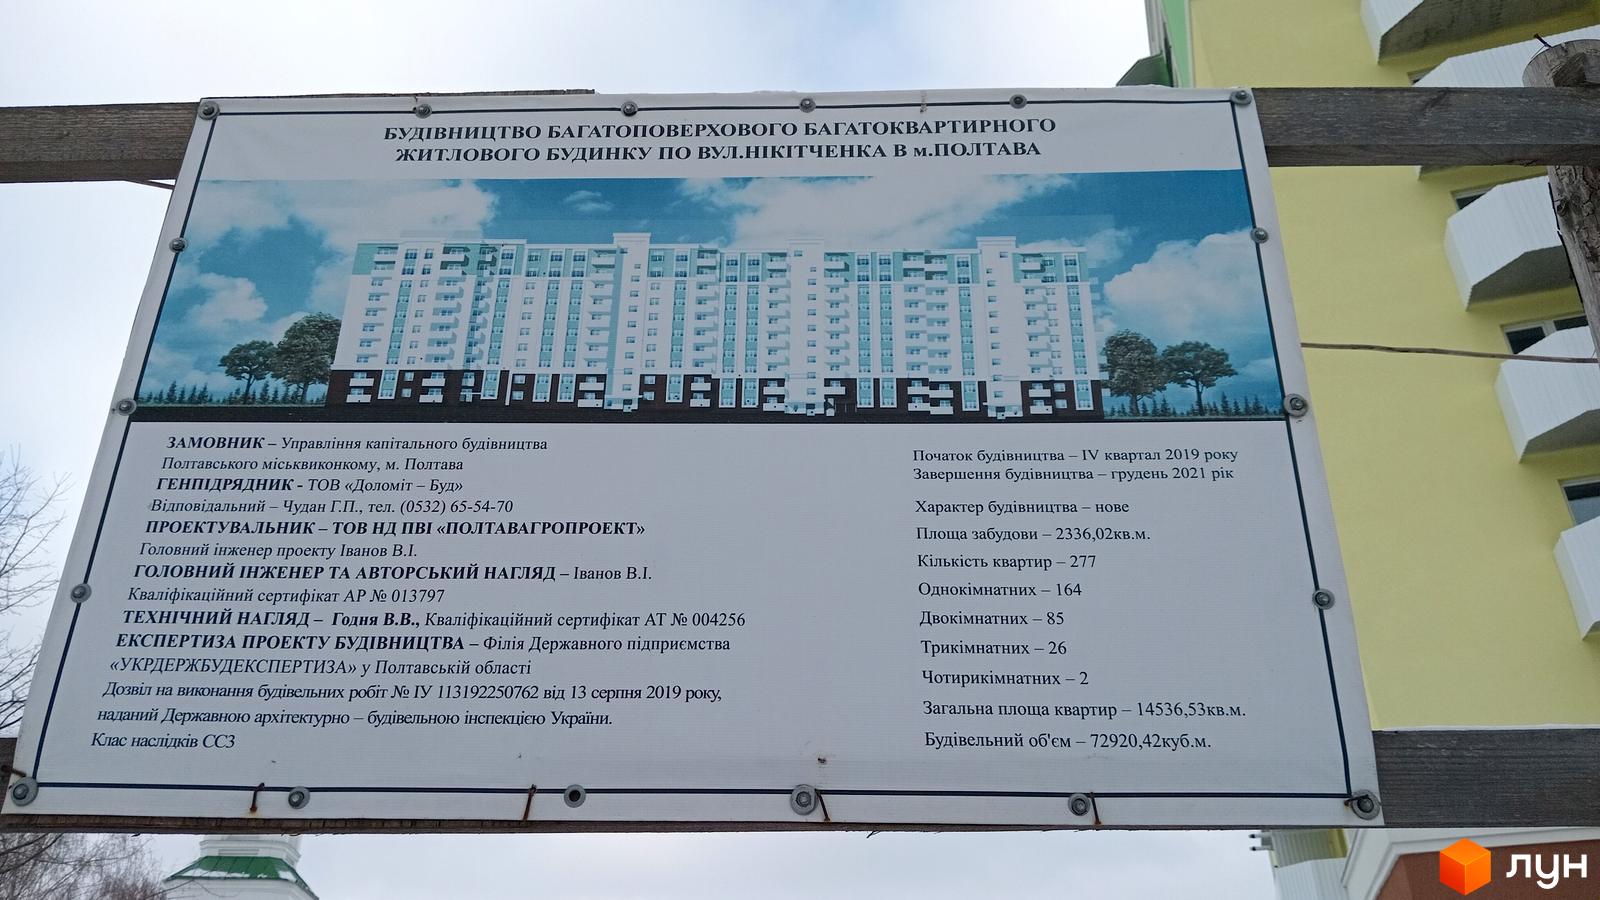 БУДІВНИЦТВО БАГАТОПОВЕРХОВОГО БАГАТОКВАРТИРНОГО
ЖИТЛОВОГО БУДИНКУ ПО ВУЛ.НІКІТЧЕНКА В м.ПОЛТАВА
ЗАМОВНИК – Управління капітального будівництва
Полтавського міськвиконкому, м. Полтава
ГЕНПІДРЯДНИК - ТОВ «Доломіт – Буд»
Відповідальний – Чудан Г.П., тел. (0532) 65-54-70
ПРОЕКТУВАЛЬНИК – ТОВ НД ПВІ «ПОЛТАВАГРОПРОЕКТ»
Головний інженер проекту Іванов В.І.
ГОЛОВНИЙ ІНЖЕНЕР ТА АВТОРСЬКИЙ НАГЛЯД – Іванов В.І.
Кваліфікаційний сертифікат АР № 013797
ТЕХНІЧНИЙ НАГЛЯД – Годня В.В., Кваліфікаційний сертифікат АТ № 004256
ЕКСПЕРТИЗА ПРОЕКТУ БУДІВНИЦТВА – Філія Державного підприємства
«УКРДЕРЖБУДЕКСПЕРТИЗА» у Полтавській області
Дозвіл на виконання будівельних робіт № ІУ 113192250762 від 13 серпня 2019 року,
наданий Державною архітектурно – будівельною інспекцією України.
Клас наслідків СС3
Початок будівництва – IV квартал 2019 року
Завершення будівництва – грудень 2021 рік
Характер будівництва – нове
Площа забудови – 2336,02кв.м.
Кількість квартир – 277
Однокімнатних – 164
Двокімнатних – 85
Трикімнатних – 26
Чотирикімнатних – 2
Загальна площа квартир – 14536,53кв.м.
Будівельний об'єм – 72920,42куб.м.
лун